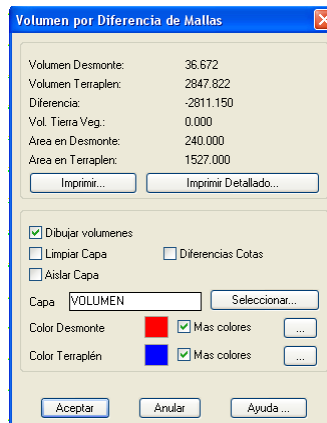 Volumen por Diferencia de Mallas
Volumen Desmonte: 36.672
Volumen Terraplen: 2847.822
Diferencia: -2811.150
Vol. Tierra Veg.: 0.000
Area en Desmonte: 240.000
Area en Terraplen: 1527.000
Imprimir... Imprimir Detallado...
Dibujar volumenes
Limpiar Capa Diferencias Cotas
Aislar Capa
Capa VOLUMEN Seleccionar...
Color Desmonte Mas colores ...
Color Terraplén Mas colores ...
Aceptar Anular Ayuda ...